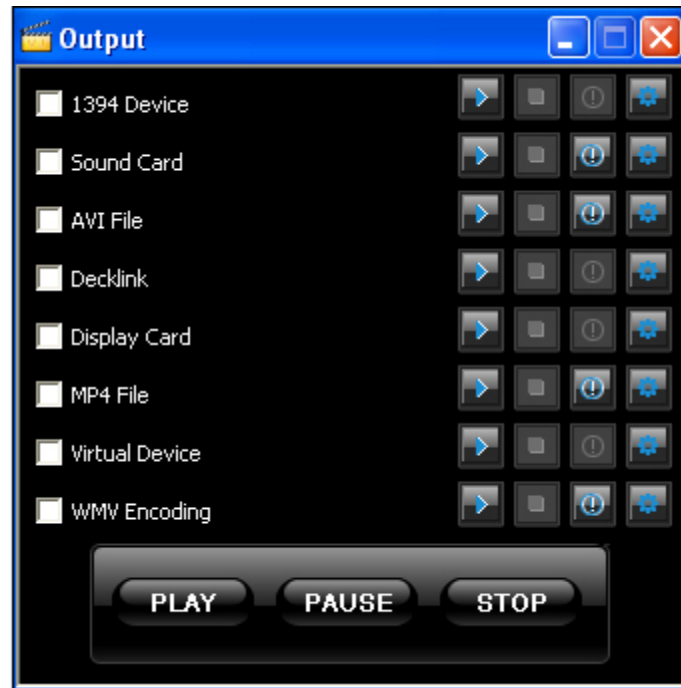 Output
1394 Device
Sound Card
AVI File
Decklink
Display Card
MP4 File
Virtual Device
WMV Encoding
PLAY PAUSE STOP